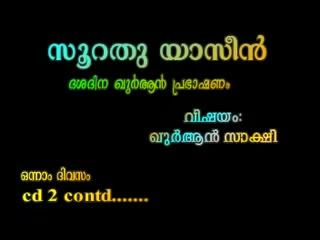 സൂറത്തു യാസീൻ
ദശദിന ഖുർആൻ പ്രഭാഷണം
വിഷയം:
ഖുർആൻ സാക്ഷി
ഒന്നാം ദിവസം
cd 2 contd.......